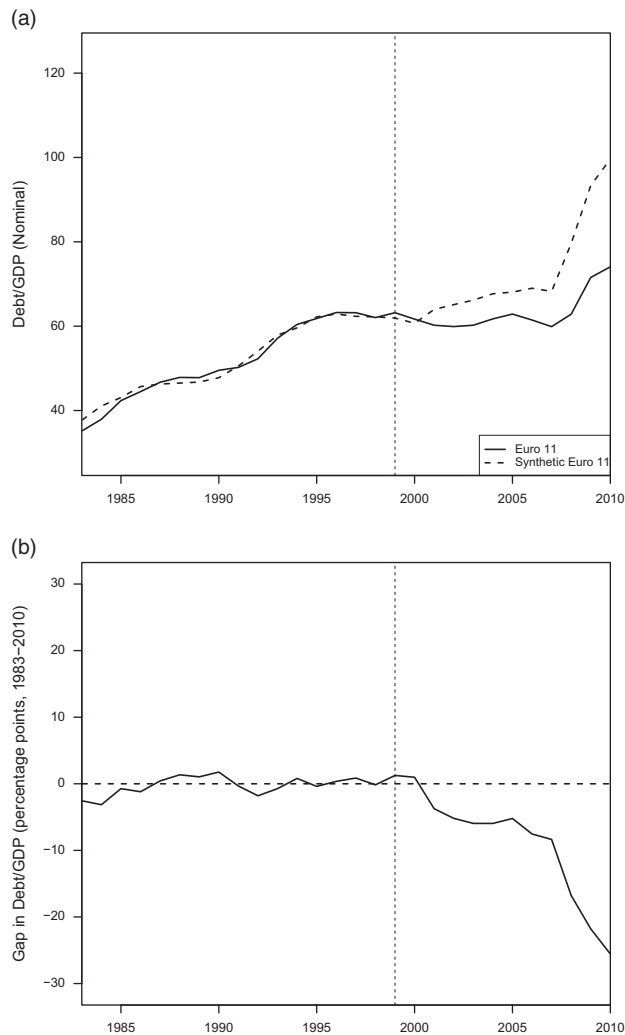 (a)
120
100
80
60
40
Debt/GDP (Nominal)
Euro 11
Synthetic Euro 11
1985 1990 1995 2000 2005 2010
(b)
30
20
10
0
−10
−20
−30
Gap in Debt/GDP (percentage points, 1983−2010)
1985 1990 1995 2000 2005 2010